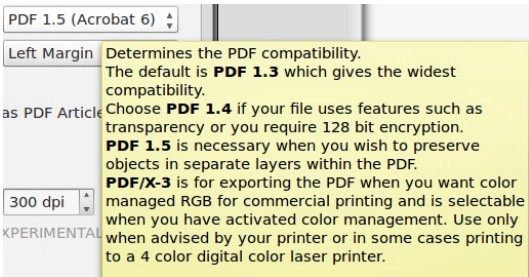 PDF 1.5 (Acrobat 6)
Left Margin
Determines the PDF compatibility.
The default is PDF 1.3 which gives the widest
compatibility.
Choose PDF 1.4 if your file uses features such as
transparency or you require 128 bit encryption.
PDF 1.5 is necessary when you wish to preserve
objects in separate layers within the PDF.
PDF/X-3 is for exporting the PDF when you want color
managed RGB for commercial printing and is selectable
when you have activated color management. Use only
when advised by your printer or in some cases printing
to a 4 color digital color laser printer.
as PDF Article
300 dpi
XPERIMENTAL